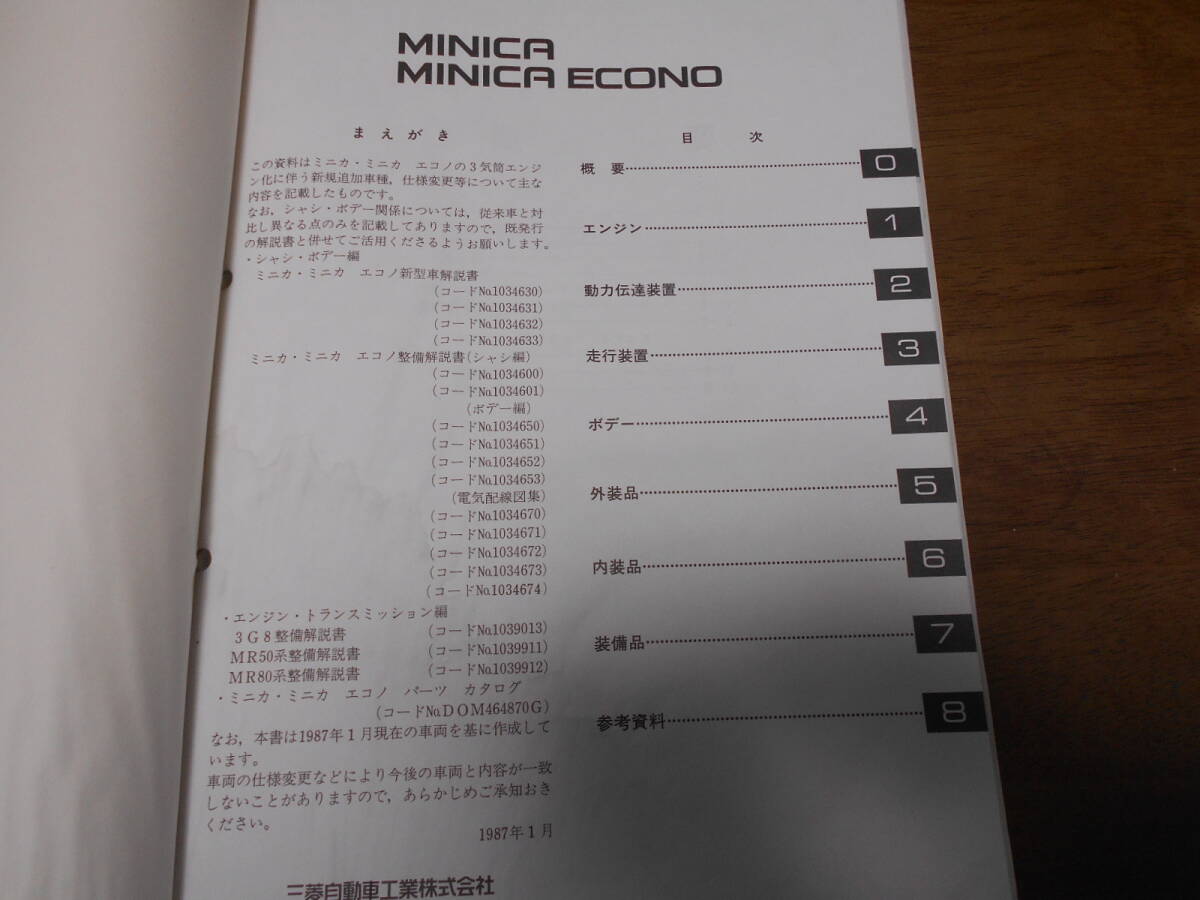 MINICA
MINICA ECONO
まえがき
この資料はミニカ・ミニカ エコノの3気筒エンジ
ン化に伴う新規追加車種，仕様変更等について主な
内容を記載したものです。
なお，シャシ・ボデー関係については，従来車と対
比し異なる点のみを記載してありますので，既発行
の解説書と併せてご活用くださるようお願いします。
・シャシ・ボデー編
ミニカ・ミニカ エコノ新型車解説書
(コードNo.1034630)
(コードNo.1034631)
(コードNo.1034632)
(コードNo.1034633)
ミニカ・ミニカ エコノ整備解説書(シャシ編)
(コードNo.1034600)
(コードNo.1034601)
(ボデー編)
(コードNo.1034650)
(コードNo.1034651)
(コードNo.1034652)
(コードNo.1034653)
(電気配線図集)
(コードNo.1034670)
(コードNo.1034671)
(コードNo.1034672)
(コードNo.1034673)
(コードNo.1034674)
・エンジン・トランスミッション編
3G8整備解説書 (コードNo.1039013)
MR50系整備解説書 (コードNo.1039911)
MR80系整備解説書 (コードNo.1039912)
・ミニカ・ミニカ エコノ パーツ カタログ
(コードNo.DOM464870G)
なお，本書は1987年1月現在の車両を基に作成して
います。
車両の仕様変更などにより今後の車両と内容が一致
しないことがありますので，あらかじめご承知おき
ください。
1987年1月
三菱自動車工業株式会社
目 次
概 要 0
エンジン 1
動力伝達装置 2
走行装置 3
ボデー 4
外装品 5
内装品 6
装備品 7
参考資料 8